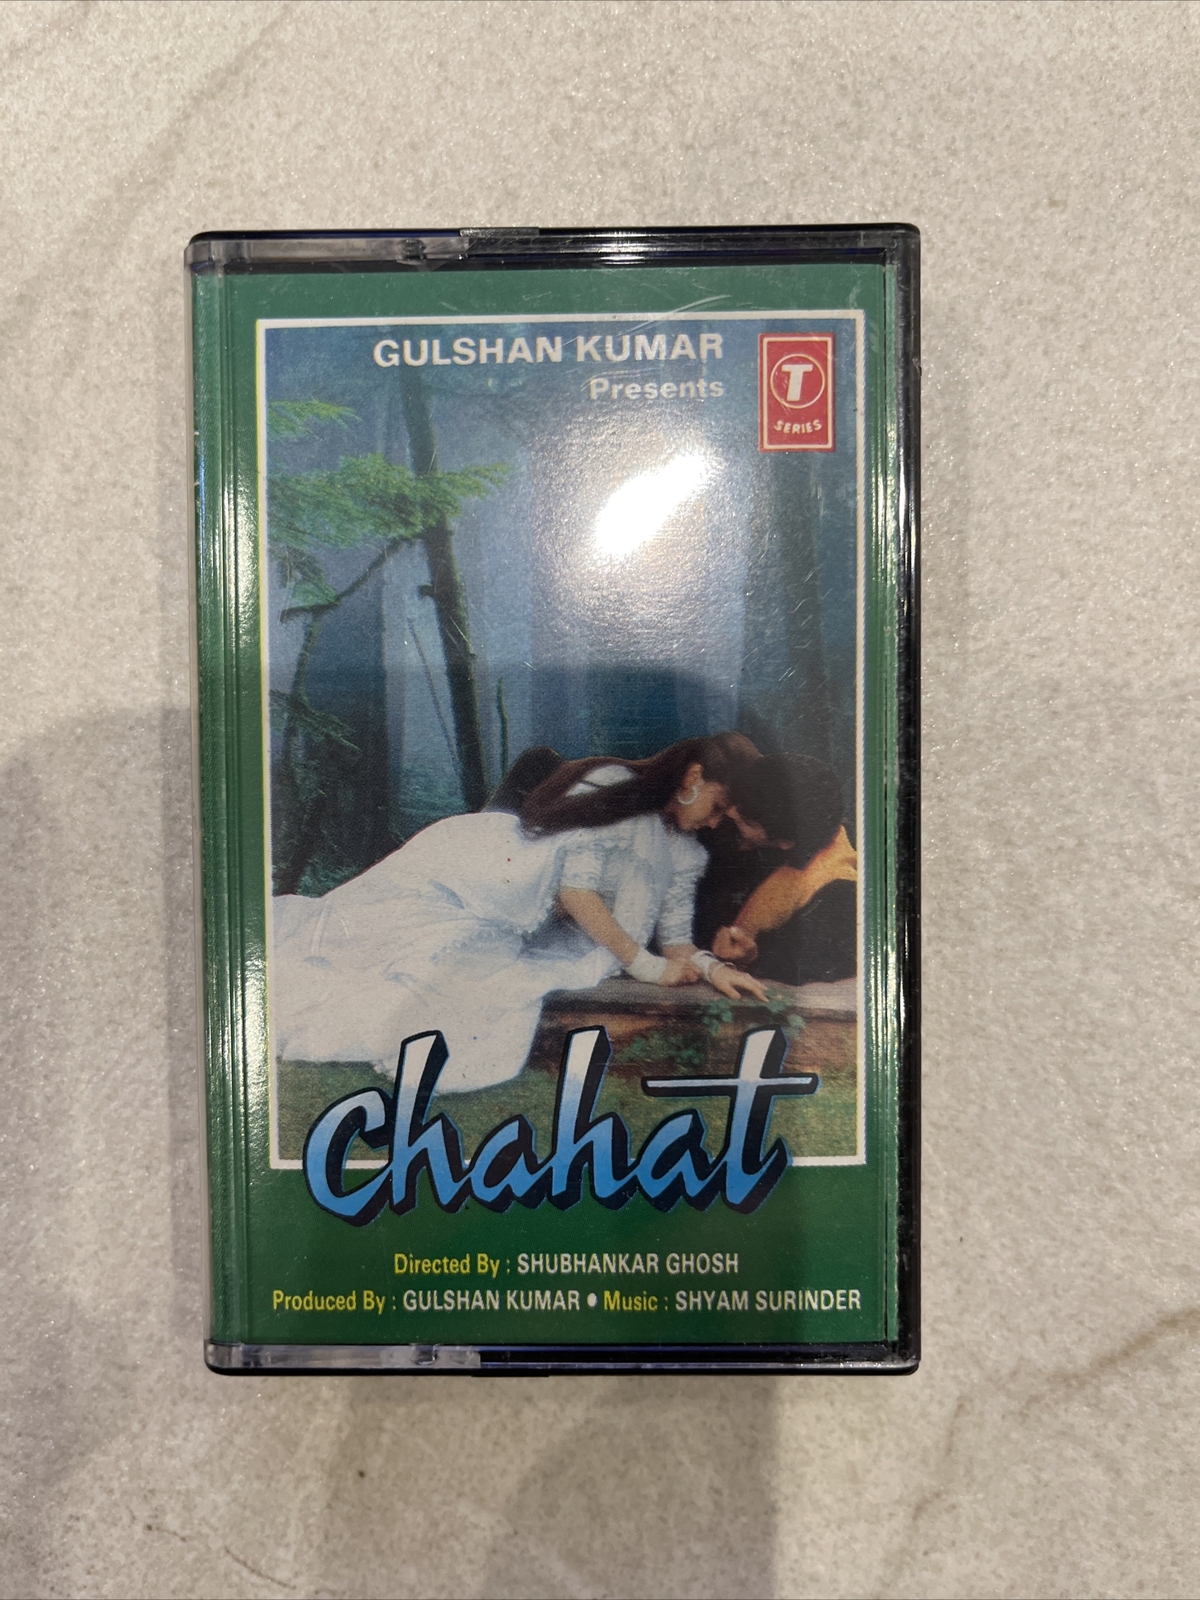 GULSHAN KUMAR
Presents
T
SERIES
Chahat
Directed By : SHUBHANKAR GHOSH
Produced By : GULSHAN KUMAR • Music : SHYAM SURINDER